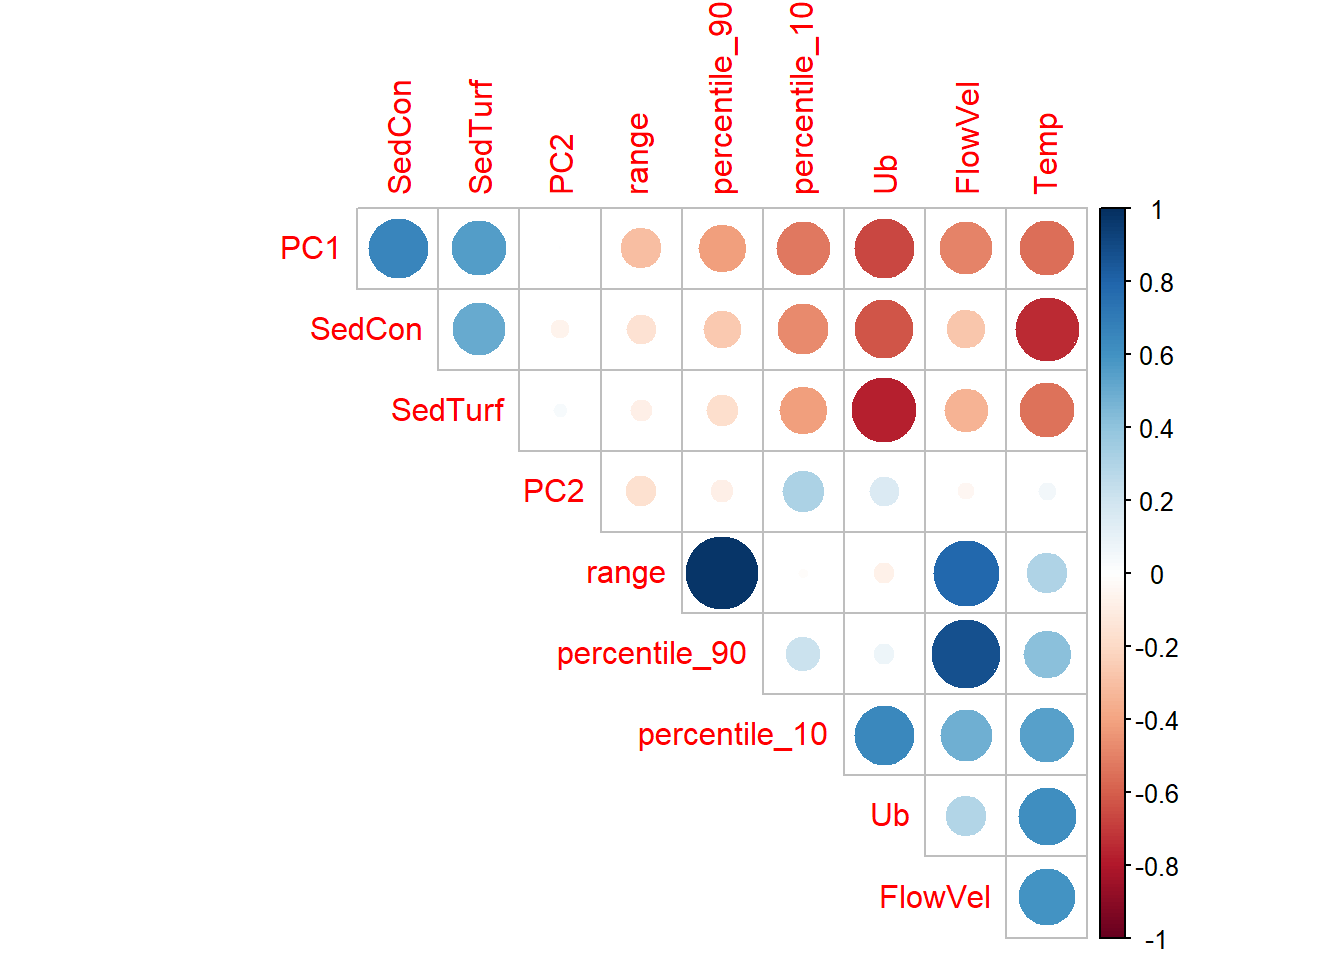 SedCon
SedTurf
PC2
range
percentile_90
percentile_10
Ub
FlowVel
Temp
PC1
SedCon
SedTurf
PC2
range
percentile_90
percentile_10
Ub
FlowVel
1
0.8
0.6
0.4
0.2
0
-0.2
-0.4
-0.6
-0.8
-1